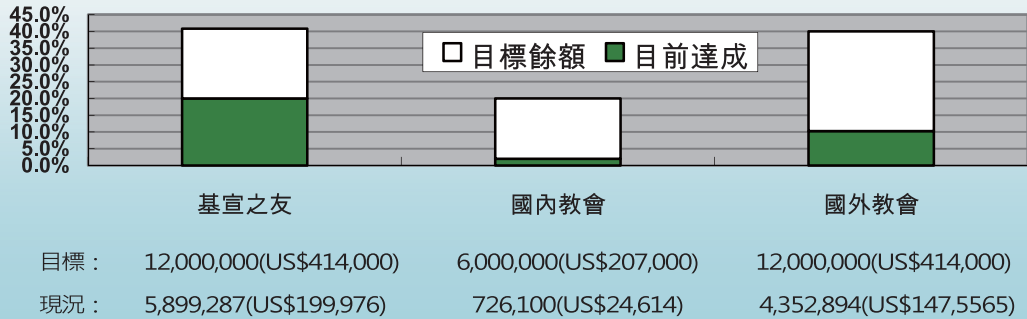 45.0%
40.0%
35.0%
30.0%
25.0%
20.0%
15.0%
10.0%
5.0%
0.0%
目標餘額 目前達成
基宣之友 國內教會 國外教會
目標： 12,000,000(US$414,000) 6,000,000(US$207,000) 12,000,000(US$414,000)
現況： 5,899,287(US$199,976) 726,100(US$24,614) 4,352,894(US$147,5565)